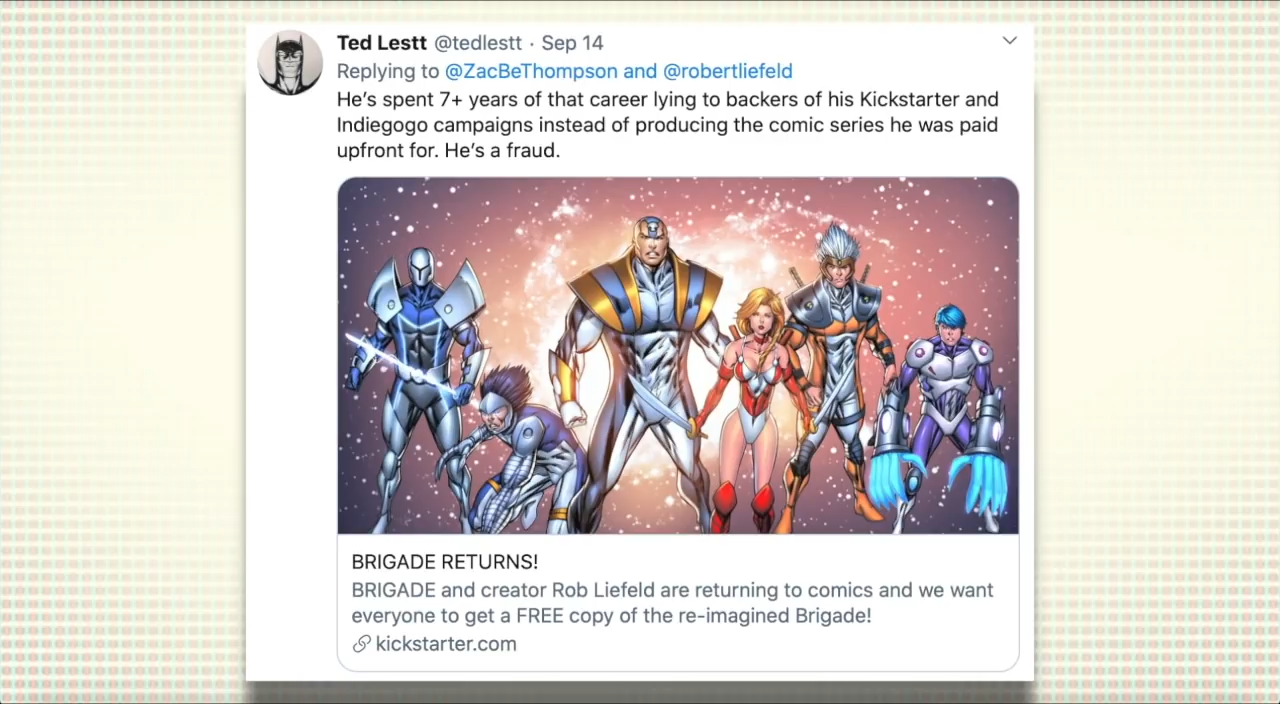 Ted Lestt @tedlestt · Sep 14
Replying to @ZacBeThompson and @robertliefeld
He’s spent 7+ years of that career lying to backers of his Kickstarter and
Indiegogo campaigns instead of producing the comic series he was paid
upfront for. He’s a fraud.
BRIGADE RETURNS!
BRIGADE and creator Rob Liefeld are returning to comics and we want
everyone to get a FREE copy of the re-imagined Brigade!
kickstarter.com